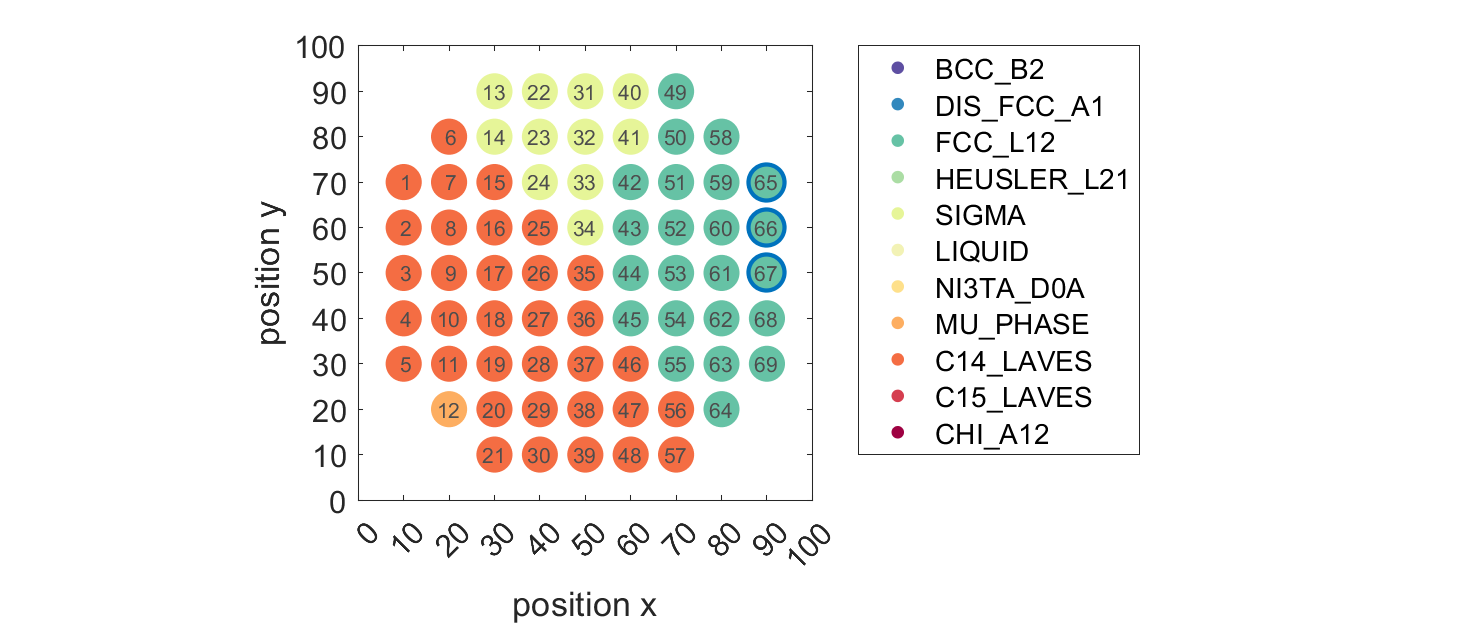 100
90
80
70
60
50
40
30
20
10
0
position y
13 22 31 40 49
6 14 23 32 41 50 58
1 7 15 24 33 42 51 59 65
2 8 16 25 34 43 52 60 66
3 9 17 26 35 44 53 61 67
4 10 18 27 36 45 54 62 68
5 11 19 28 37 46 55 63 69
12 20 29 38 47 56 64
21 30 39 48 57
0 10 20 30 40 50 60 70 80 90 100
position x
BCC_B2
DIS_FCC_A1
FCC_L12
HEUSLER_L21
SIGMA
LIQUID
NI3TA_D0A
MU_PHASE
C14_LAVES
C15_LAVES
CHI_A12